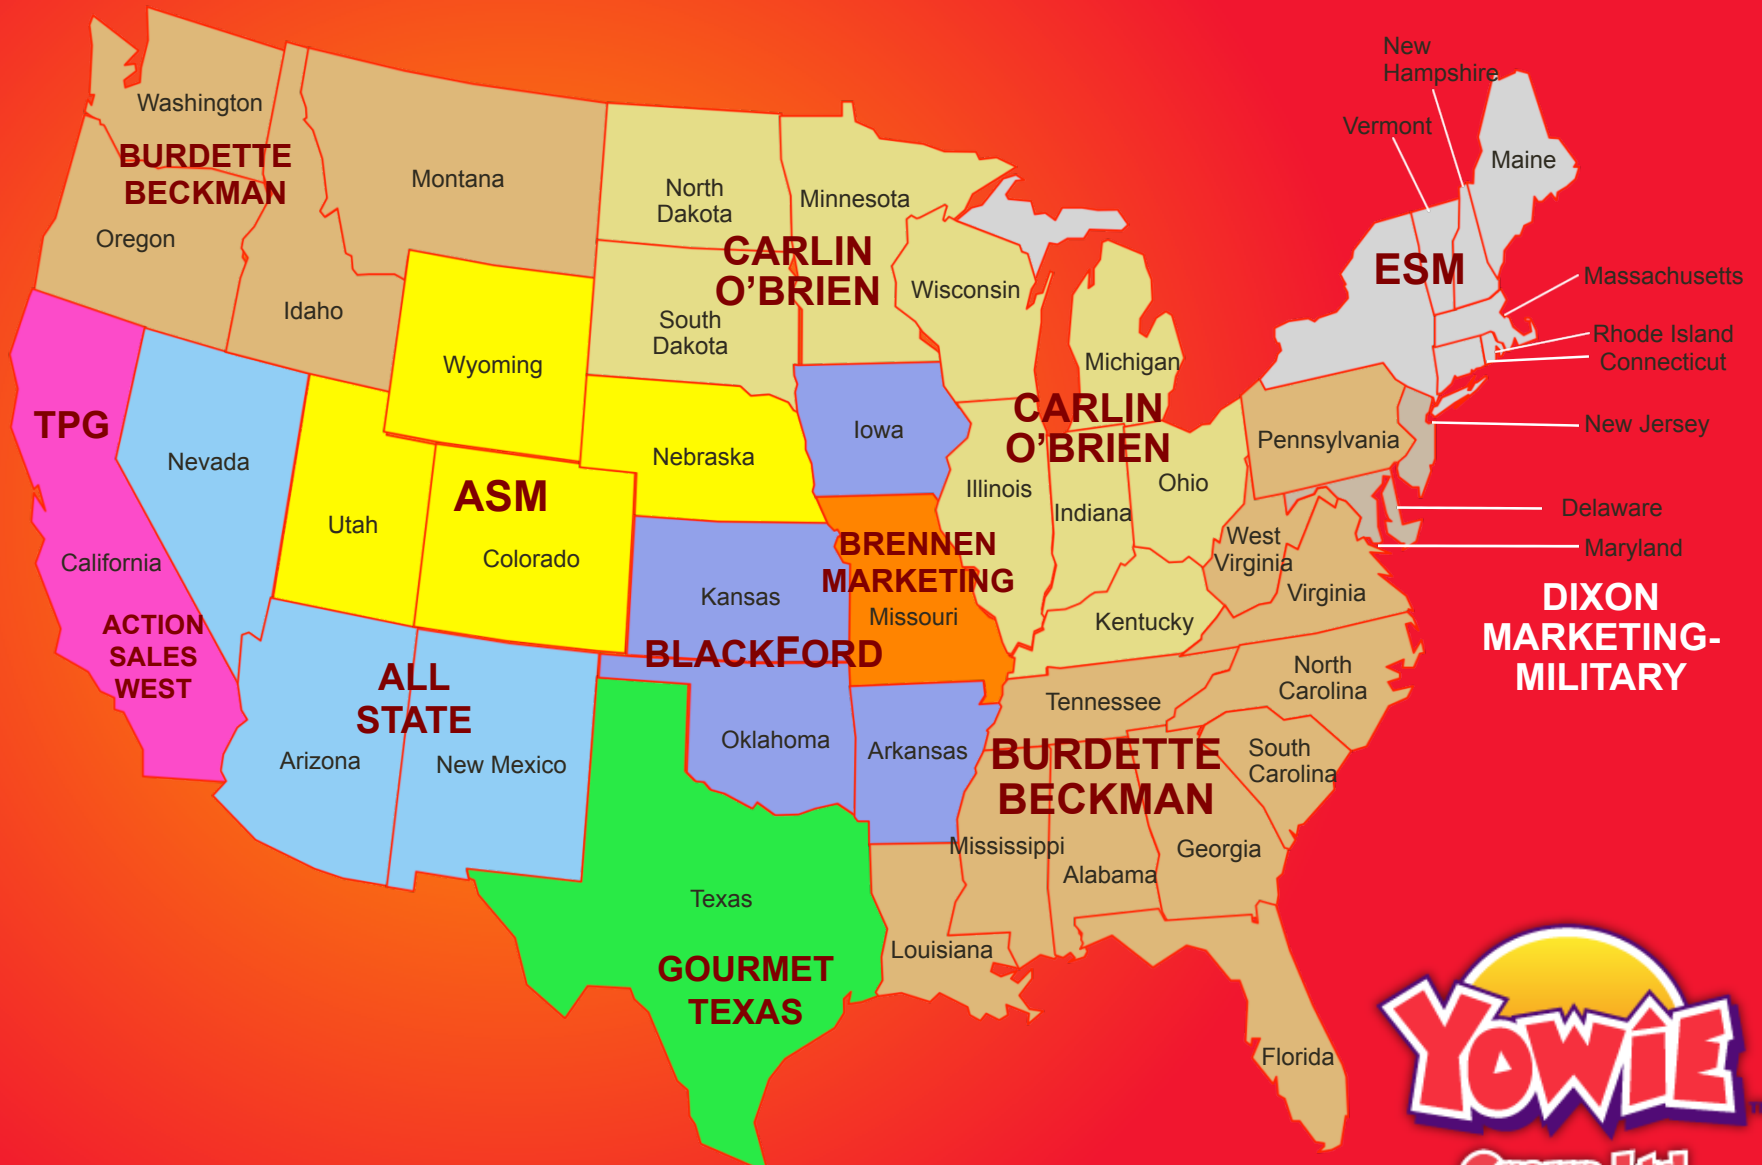 New
Hampshire
Vermont
Maine
Washington
BURDETTE
BECKMAN
Oregon
Idaho
Montana
North
Dakota
Minnesota
CARLIN
O’BRIEN
South
Dakota
Wisconsin
Michigan
ESM
Massachusetts
Rhode Island
Connecticut
New Jersey
Pennsylvania
Delaware
Maryland
Wyoming
TPG
Nevada
California
ACTION
SALES
WEST
Utah
ASM
Colorado
Nebraska
Iowa
CARLIN
O’BRIEN
Illinois
Indiana
Ohio
West
Virginia
Virginia
Kentucky
BRENNEN
MARKETING
Missouri
Kansas
BLACKFORD
DIXON
MARKETING-
MILITARY
ALL
STATE
Arizona
New Mexico
Oklahoma
Arkansas
Tennessee
North
Carolina
South
Carolina
BURDETTE
BECKMAN
Mississippi
Alabama
Georgia
Texas
GOURMET
TEXAS
Louisiana
Florida
YOWIE
Group Ltd